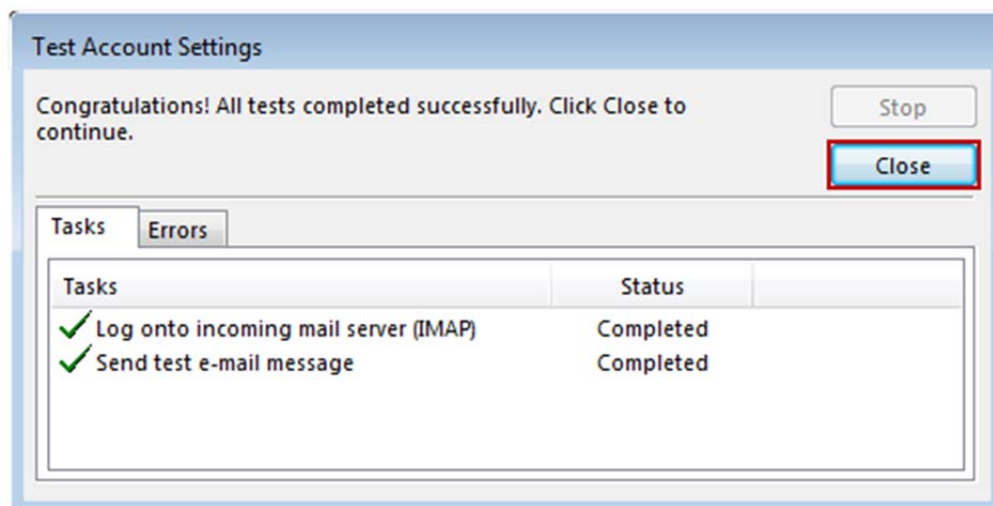 Test Account Settings
Congratulations! All tests completed successfully. Click Close to
continue.
Stop
Close
Tasks
Errors
Tasks Status
Log onto incoming mail server (IMAP) Completed
Send test e-mail message Completed